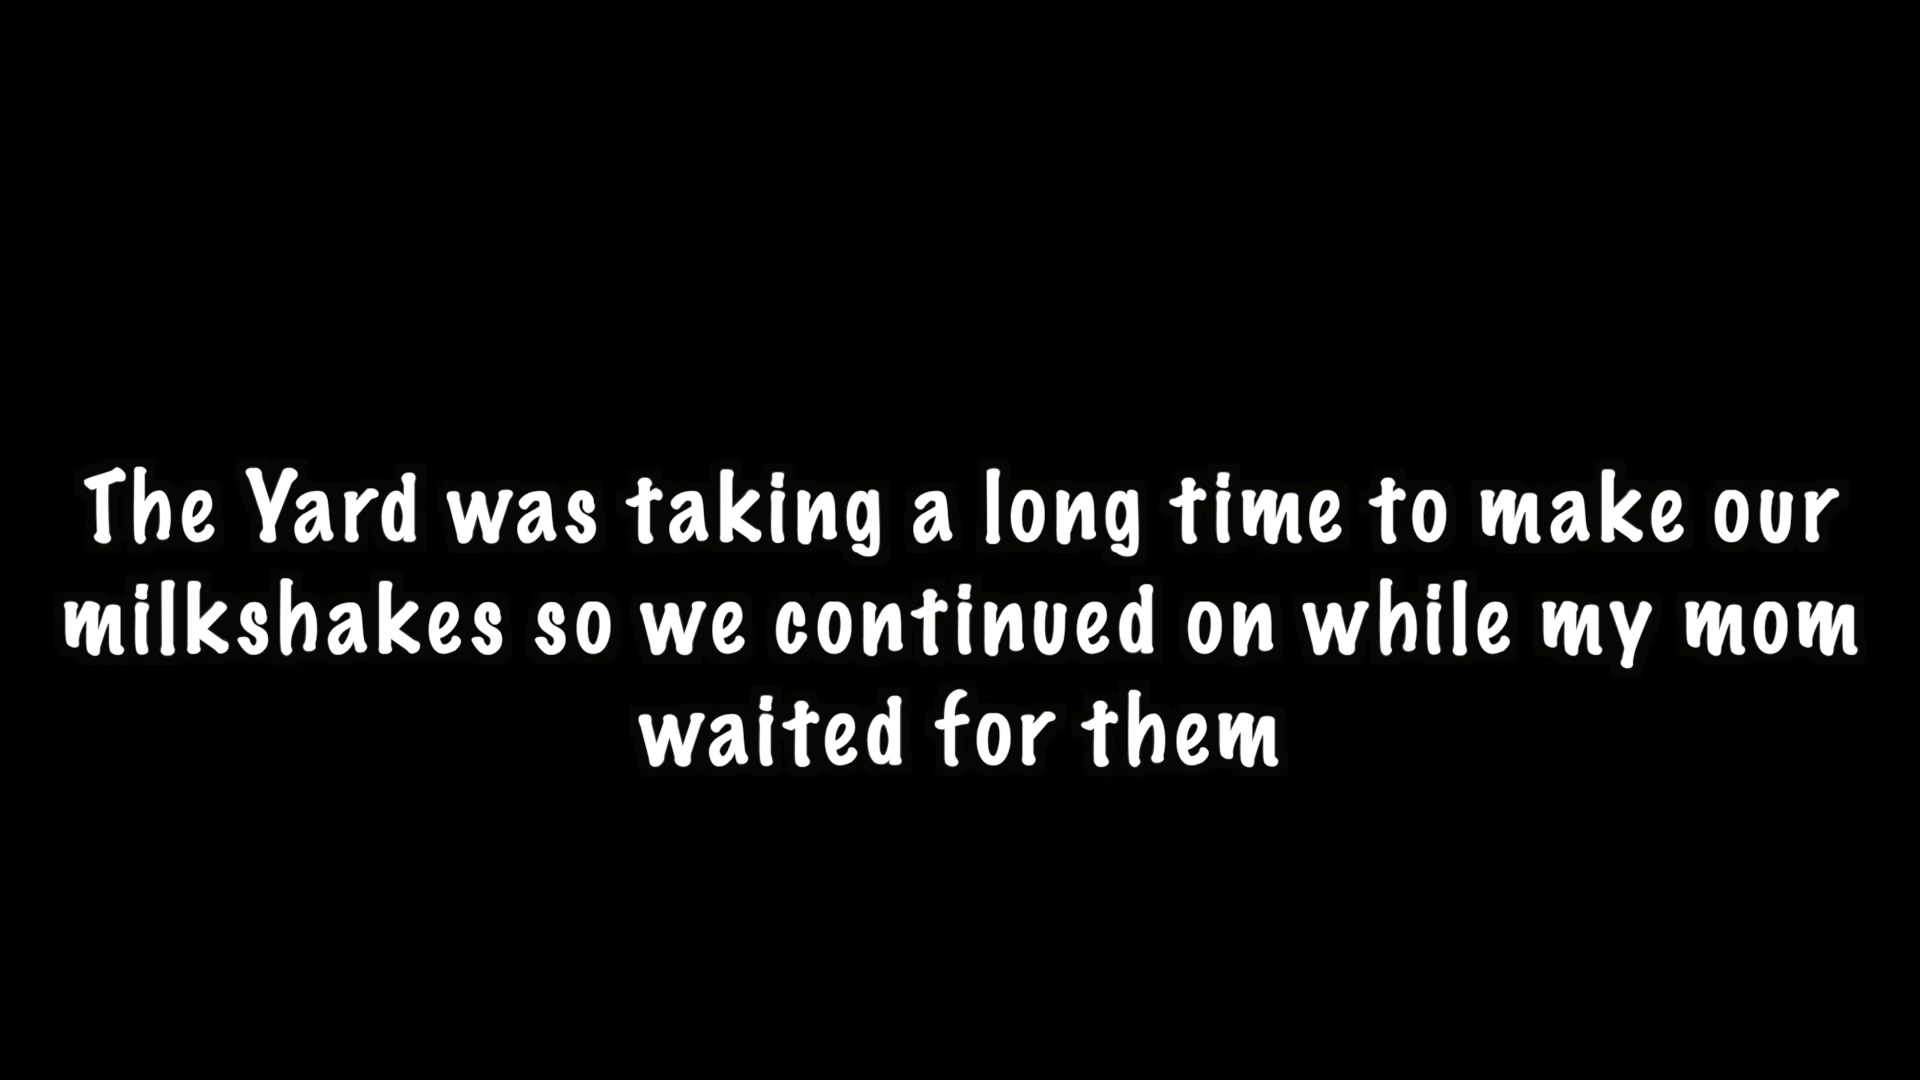 The Yard was taking a long time to make our
milkshakes so we continued on while my mom
waited for them